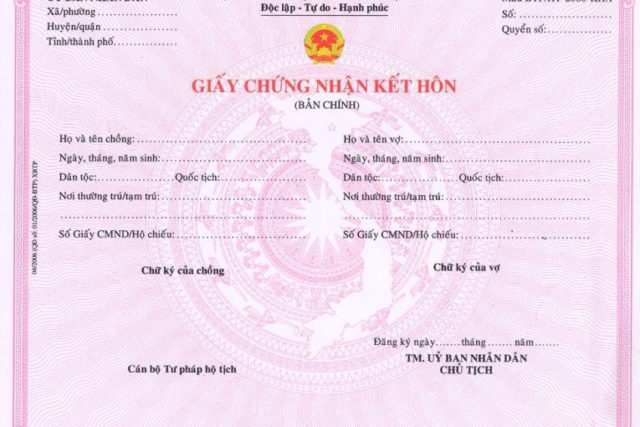 Độc lập - Tự do - Hạnh phúc
Xã/phường
Huyện/quận
Tỉnh/thành phố
Số:
Quyển số:
GIẤY CHỨNG NHẬN KẾT HÔN
(BẢN CHÍNH)
Họ và tên chồng:
Ngày, tháng, năm sinh:
Dân tộc: Quốc tịch:
Nơi thường trú/tạm trú:
Số Giấy CMND/Hộ chiếu:
Chữ ký của chồng
Họ và tên vợ:
Ngày, tháng, năm sinh:
Dân tộc: Quốc tịch:
Nơi thường trú/tạm trú:
Số Giấy CMND/Hộ chiếu:
Chữ ký của vợ
Đăng ký ngày.......tháng ....... năm.......
TM. UỶ BAN NHÂN DÂN
CHỦ TỊCH
Cán bộ Tư pháp hộ tịch